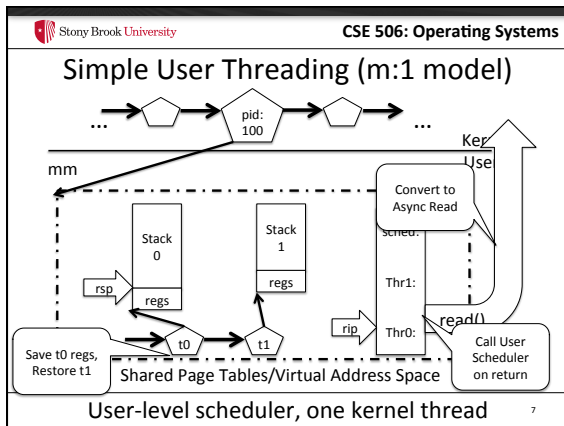 Stony Brook University
CSE 506: Operating Systems
Simple User Threading (m:1 model)
...
pid:
100
...
Ker
User
mm
Convert to
Async Read
Stack
0
Stack
1
sched:
rsp
regs
regs
Thr1:
rip
Thr0:
read()
t0
t1
Save t0 regs,
Restore t1
Call User
Scheduler
on return
Shared Page Tables/Virtual Address Space
User-level scheduler, one kernel thread
7